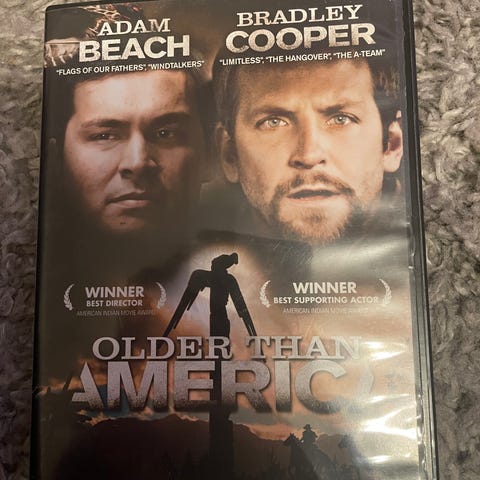 ADAM
BEACH
"FLAGS OF OUR FATHERS", "WINDTALKERS"
BRADLEY
COOPER
"LIMITLESS", "THE HANGOVER", "THE A-TEAM"
WINNER
BEST DIRECTOR
AMERICAN INDIAN MOVIE AWARDS
WINNER
BEST SUPPORTING ACTOR
AMERICAN INDIAN MOVIE AWARDS
OLDER THAN
AMERICA